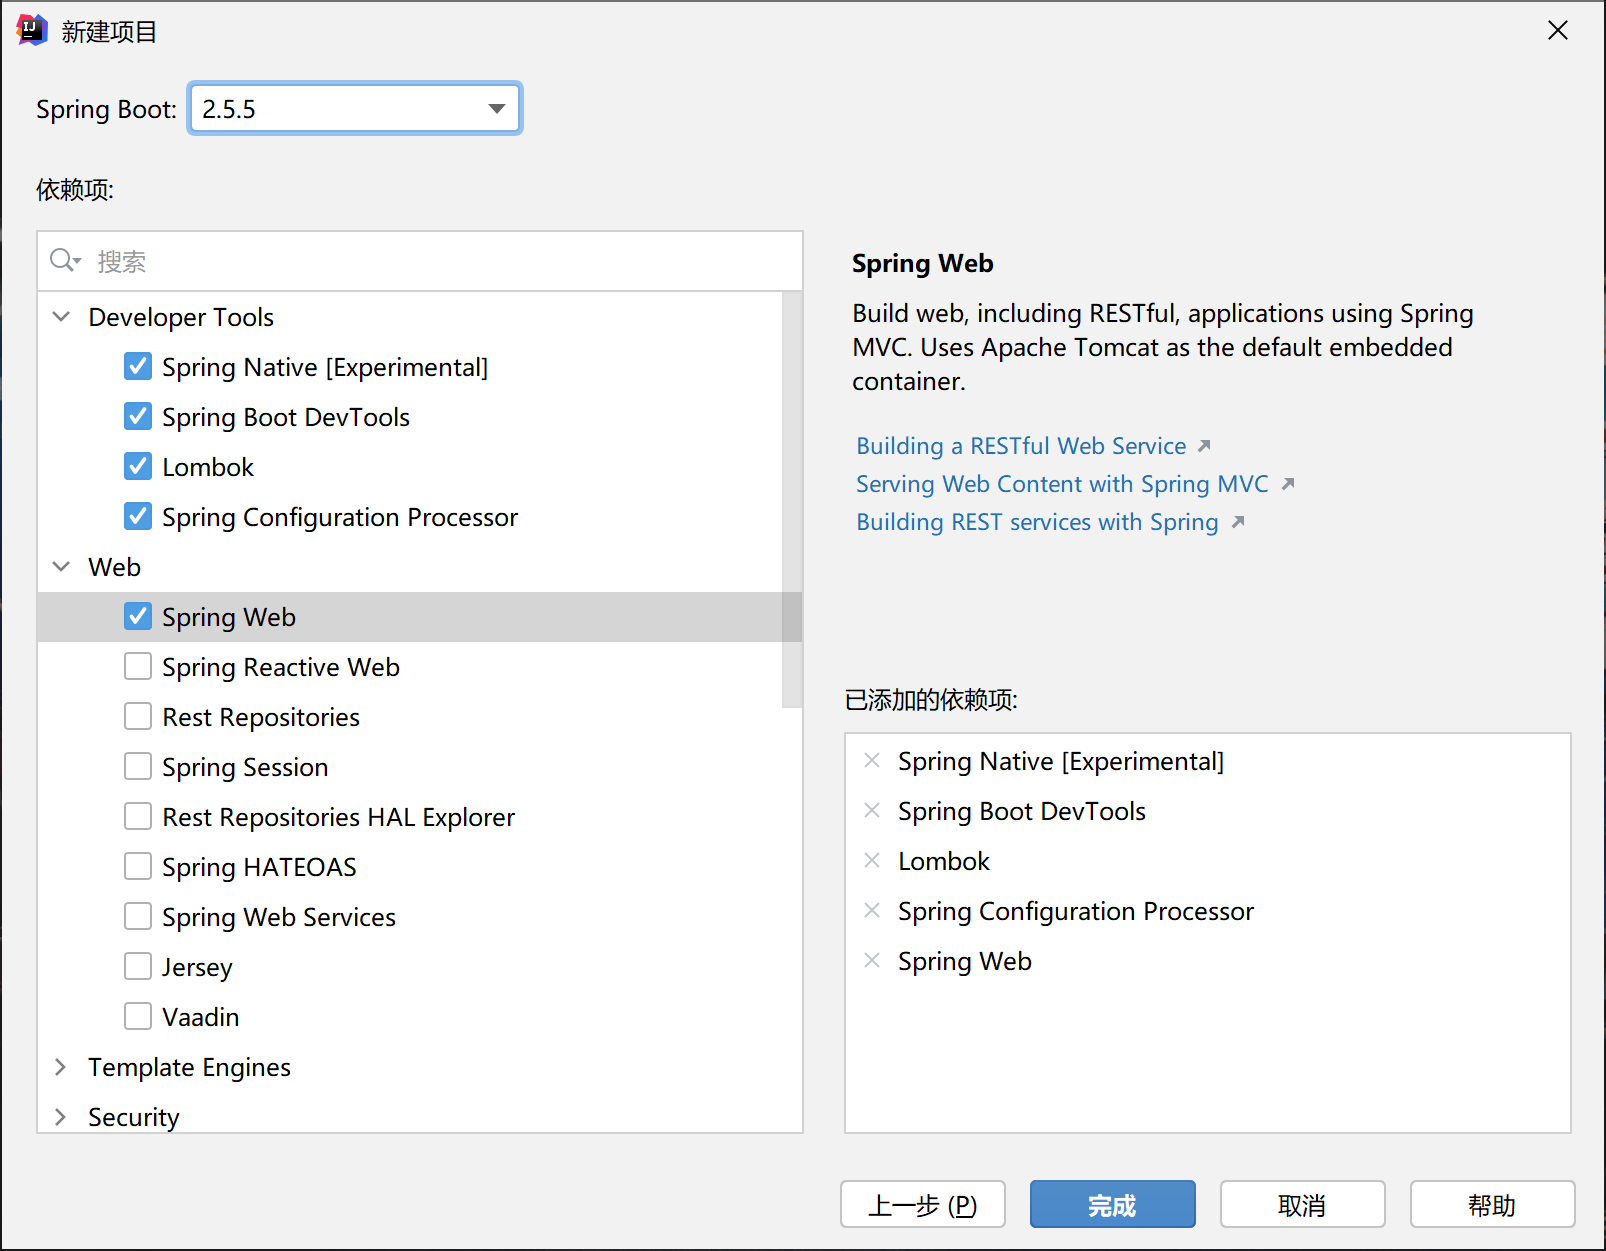 新建项目
Spring Boot: 2.5.5
依赖项:
搜索
Developer Tools
Spring Native [Experimental]
Spring Boot DevTools
Lombok
Spring Configuration Processor
Web
Spring Web
Spring Reactive Web
Rest Repositories
Spring Session
Rest Repositories HAL Explorer
Spring HATEOAS
Spring Web Services
Jersey
Vaadin
Template Engines
Security
Spring Web
Build web, including RESTful, applications using Spring
MVC. Uses Apache Tomcat as the default embedded
container.
Building a RESTful Web Service
Serving Web Content with Spring MVC
Building REST services with Spring
已添加的依赖项:
Spring Native [Experimental]
Spring Boot DevTools
Lombok
Spring Configuration Processor
Spring Web
上一步 (P)
完成
取消
帮助